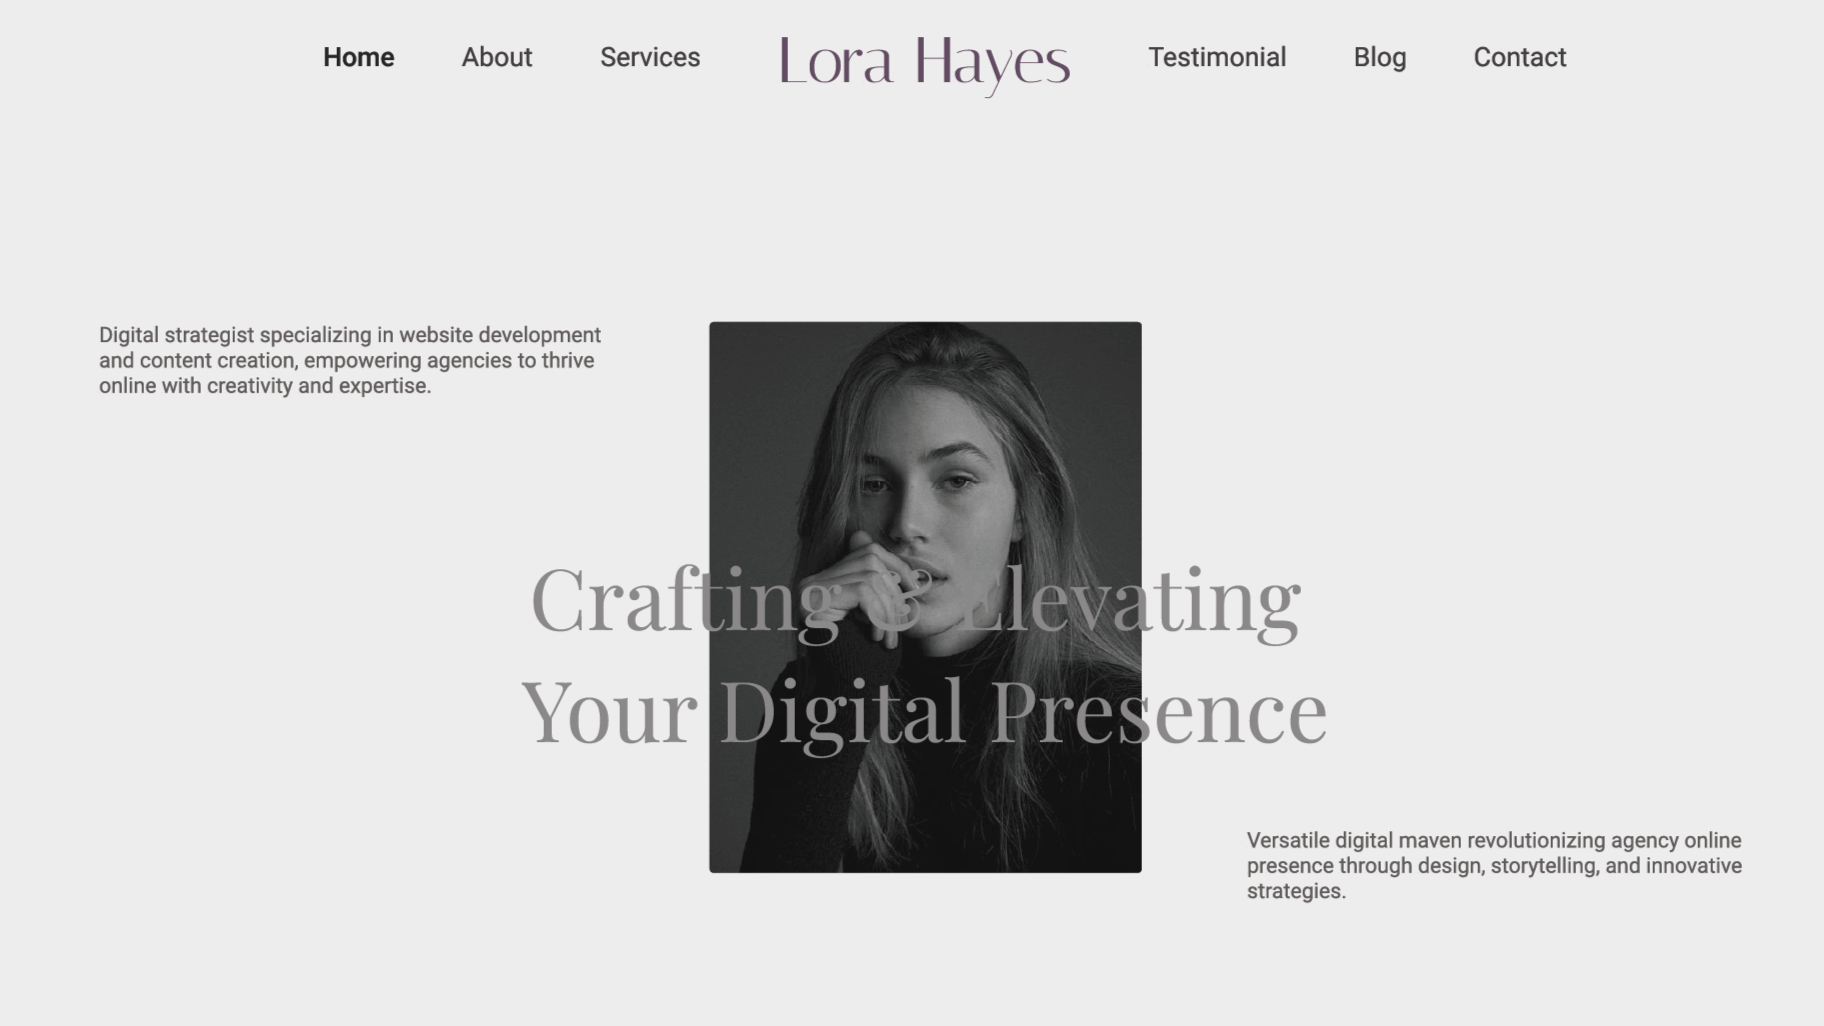 Home About Services Lora Hayes Testimonial Blog Contact
Digital strategist specializing in website development
and content creation, empowering agencies to thrive
online with creativity and expertise.
Crafting & Elevating
Your Digital Presence
Versatile digital maven revolutionizing agency online
presence through design, storytelling, and innovative
strategies.